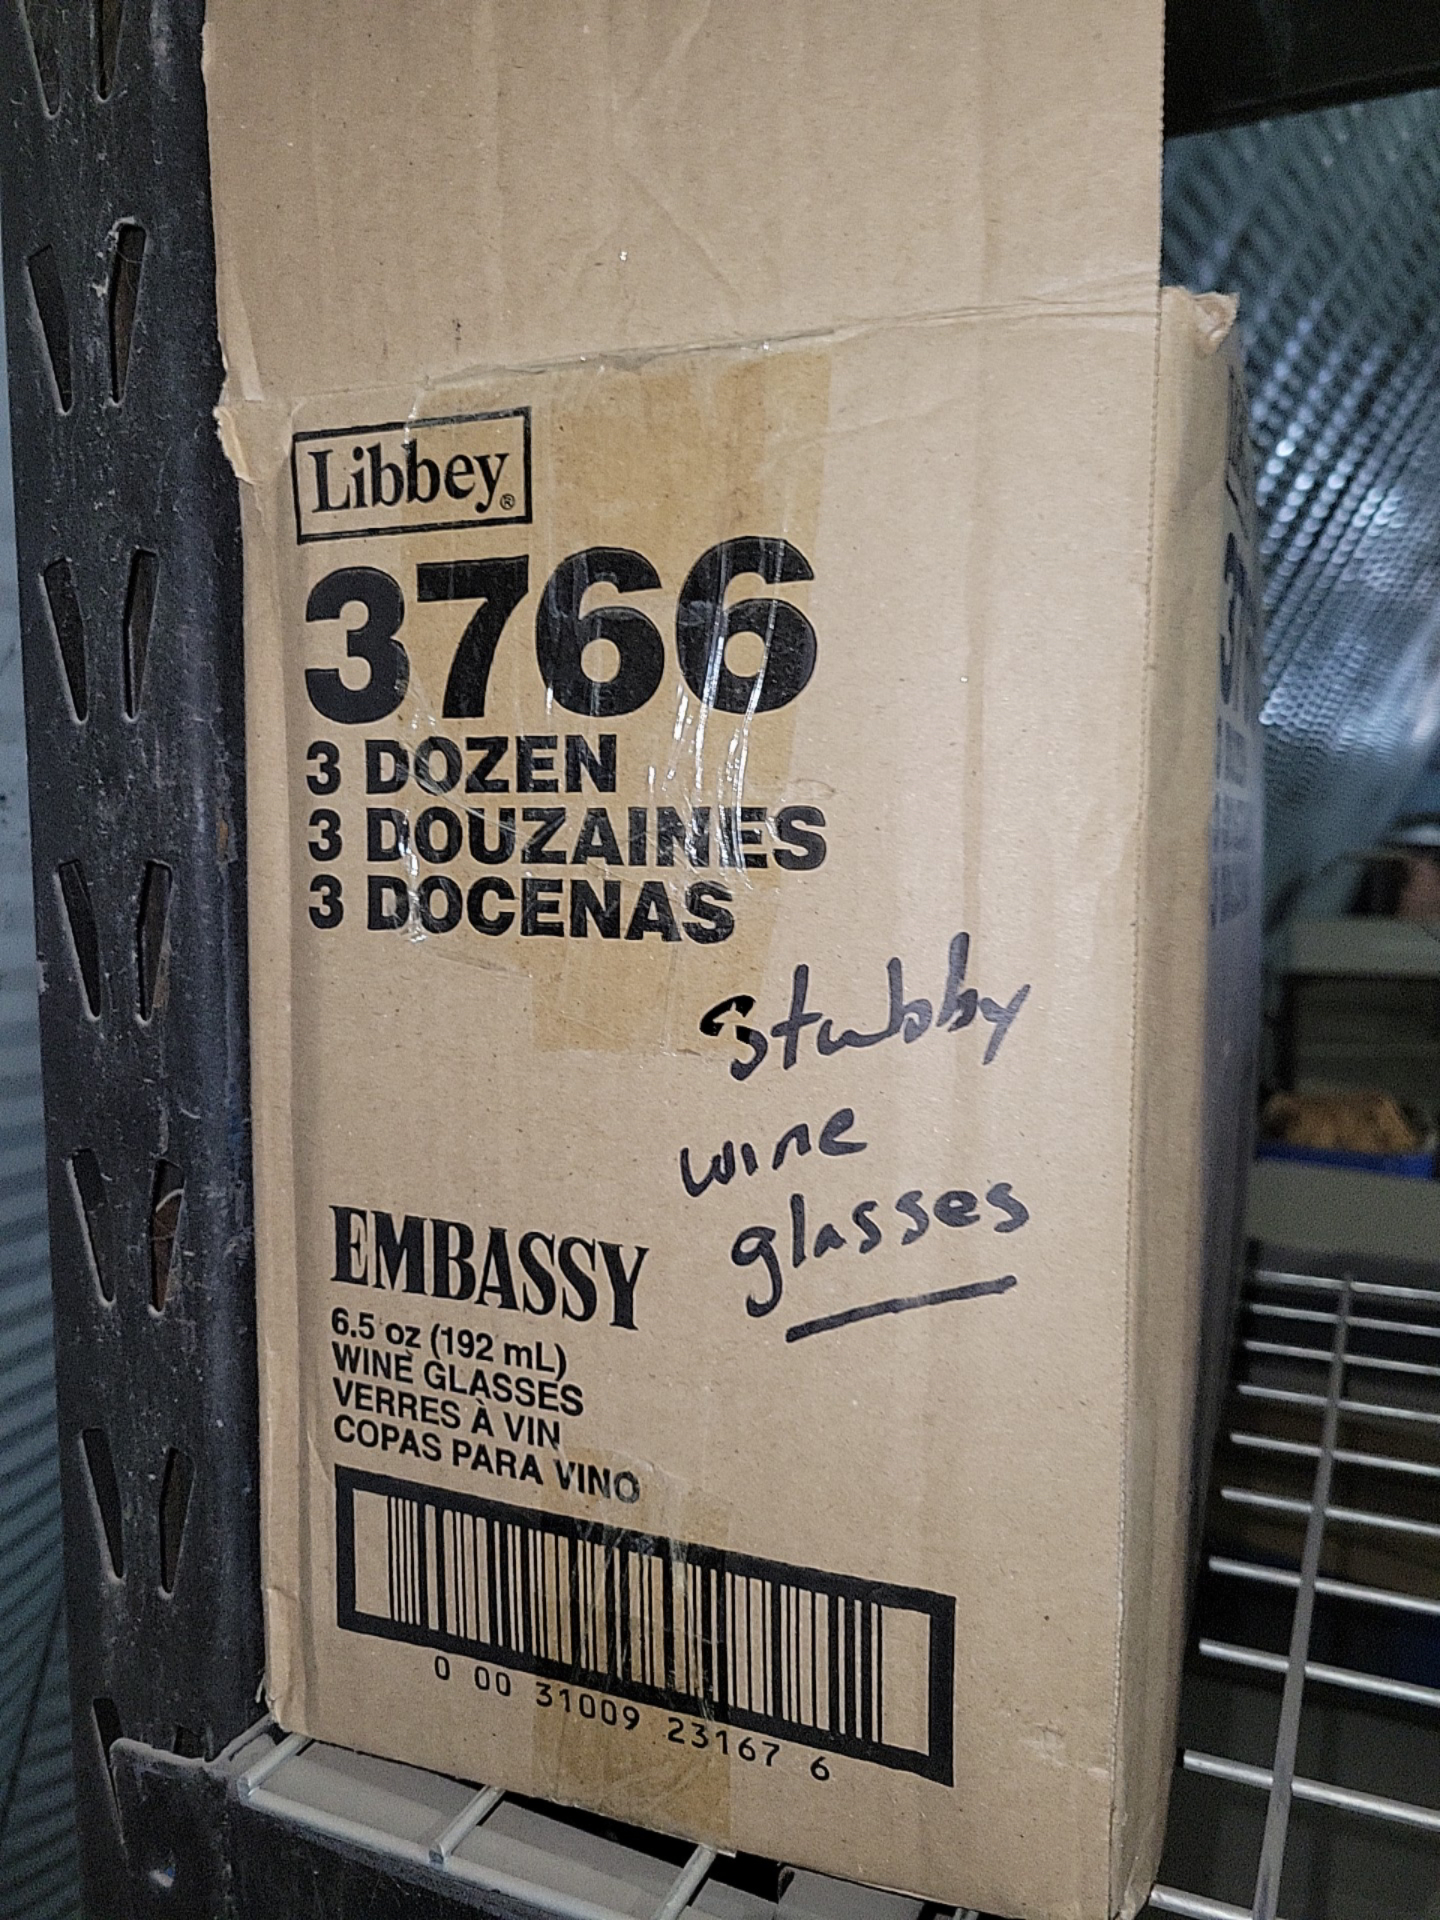 Libbey®
3766
3 DOZEN
3 DOUZAINES
3 DOCENAS
stubby
wine
glasses
EMBASSY
6.5 oz (192 mL)
WINE GLASSES
VERRES À VIN
COPAS PARA VINO
0 00 31009 23167 6